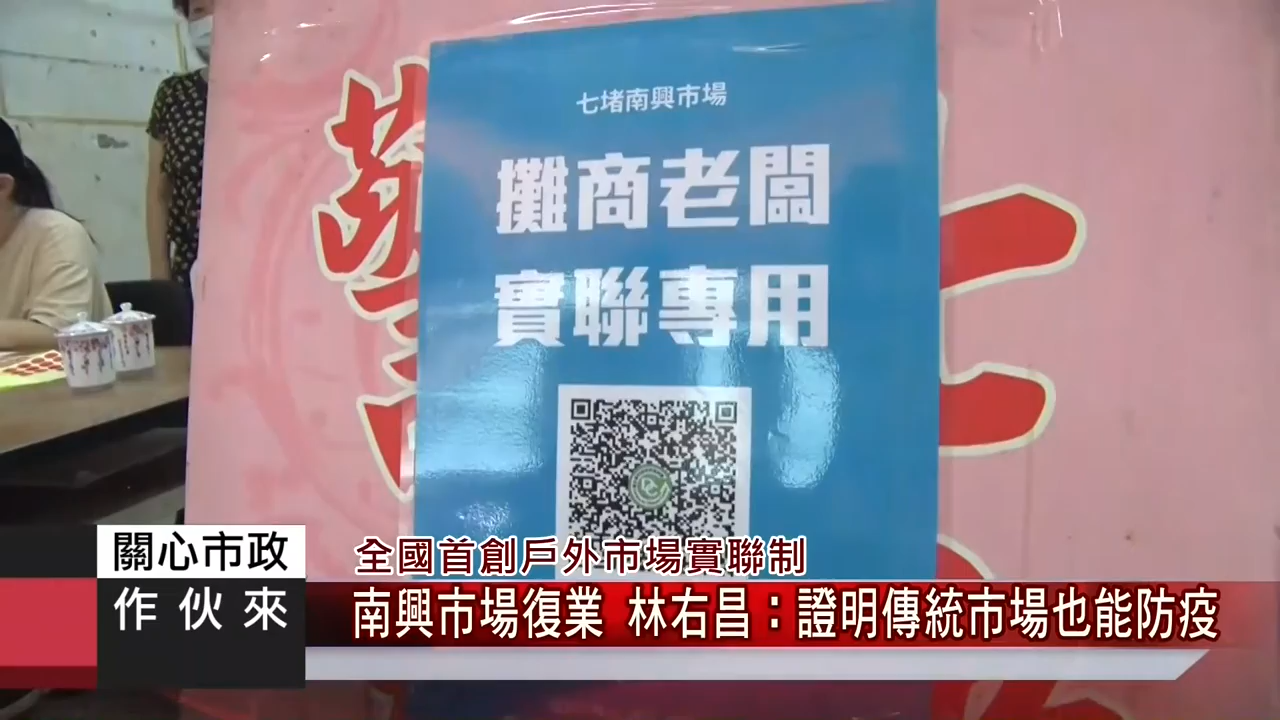 七堵南興市場
攤商老闆
實聯專用
關心市政
作伙來
全國首創戶外市場實聯制
南興市場復業 林右昌：證明傳統市場也能防疫